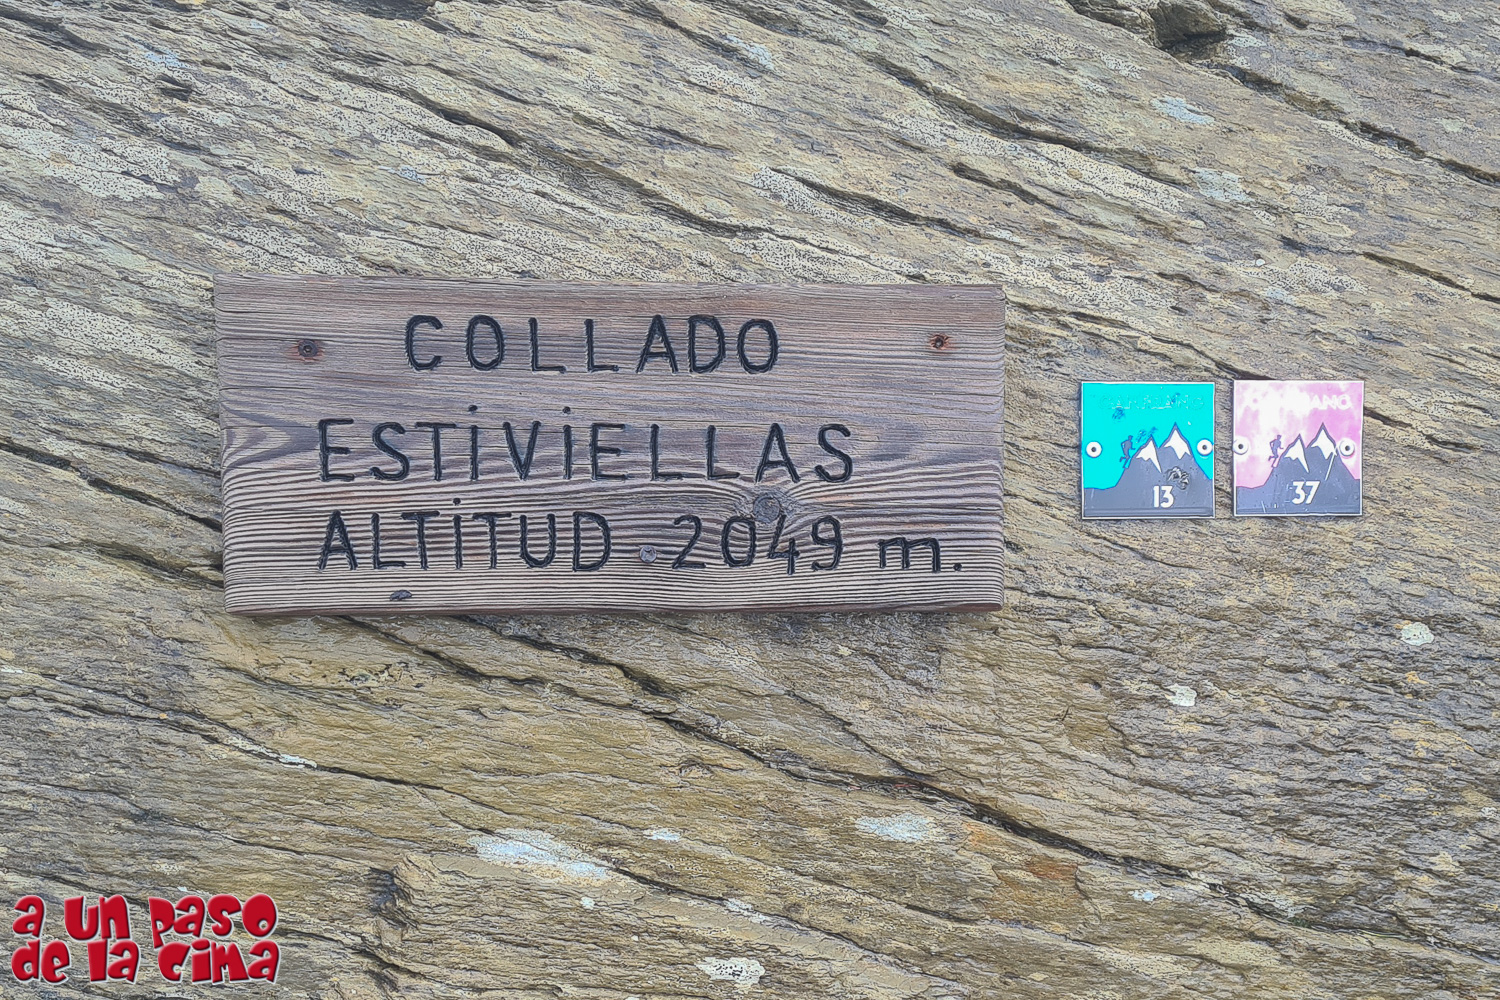 COLLADO
ESTIVIELLAS
ALTITUD 2049 m.
13
37
a un paso
de la cima